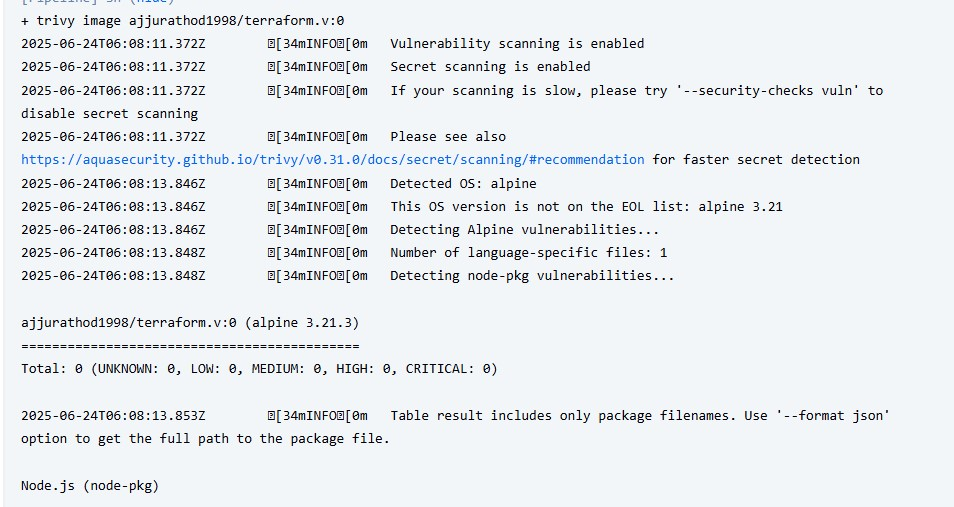 [Pipeline] sh (hide)
+ trivy image ajjurathod1998/terraform.v:0
2025-06-24T06:08:11.372Z �[34mINFO�[0m Vulnerability scanning is enabled
2025-06-24T06:08:11.372Z �[34mINFO�[0m Secret scanning is enabled
2025-06-24T06:08:11.372Z �[34mINFO�[0m If your scanning is slow, please try '--security-checks vuln' to
disable secret scanning
2025-06-24T06:08:11.372Z �[34mINFO�[0m Please see also
https://aquasecurity.github.io/trivy/v0.31.0/docs/secret/scanning/#recommendation for faster secret detection
2025-06-24T06:08:13.846Z �[34mINFO�[0m Detected OS: alpine
2025-06-24T06:08:13.846Z �[34mINFO�[0m This OS version is not on the EOL list: alpine 3.21
2025-06-24T06:08:13.846Z �[34mINFO�[0m Detecting Alpine vulnerabilities...
2025-06-24T06:08:13.848Z �[34mINFO�[0m Number of language-specific files: 1
2025-06-24T06:08:13.848Z �[34mINFO�[0m Detecting node-pkg vulnerabilities...
ajjurathod1998/terraform.v:0 (alpine 3.21.3)
============================================
Total: 0 (UNKNOWN: 0, LOW: 0, MEDIUM: 0, HIGH: 0, CRITICAL: 0)
2025-06-24T06:08:13.853Z �[34mINFO�[0m Table result includes only package filenames. Use '--format json'
option to get the full path to the package file.
Node.js (node-pkg)